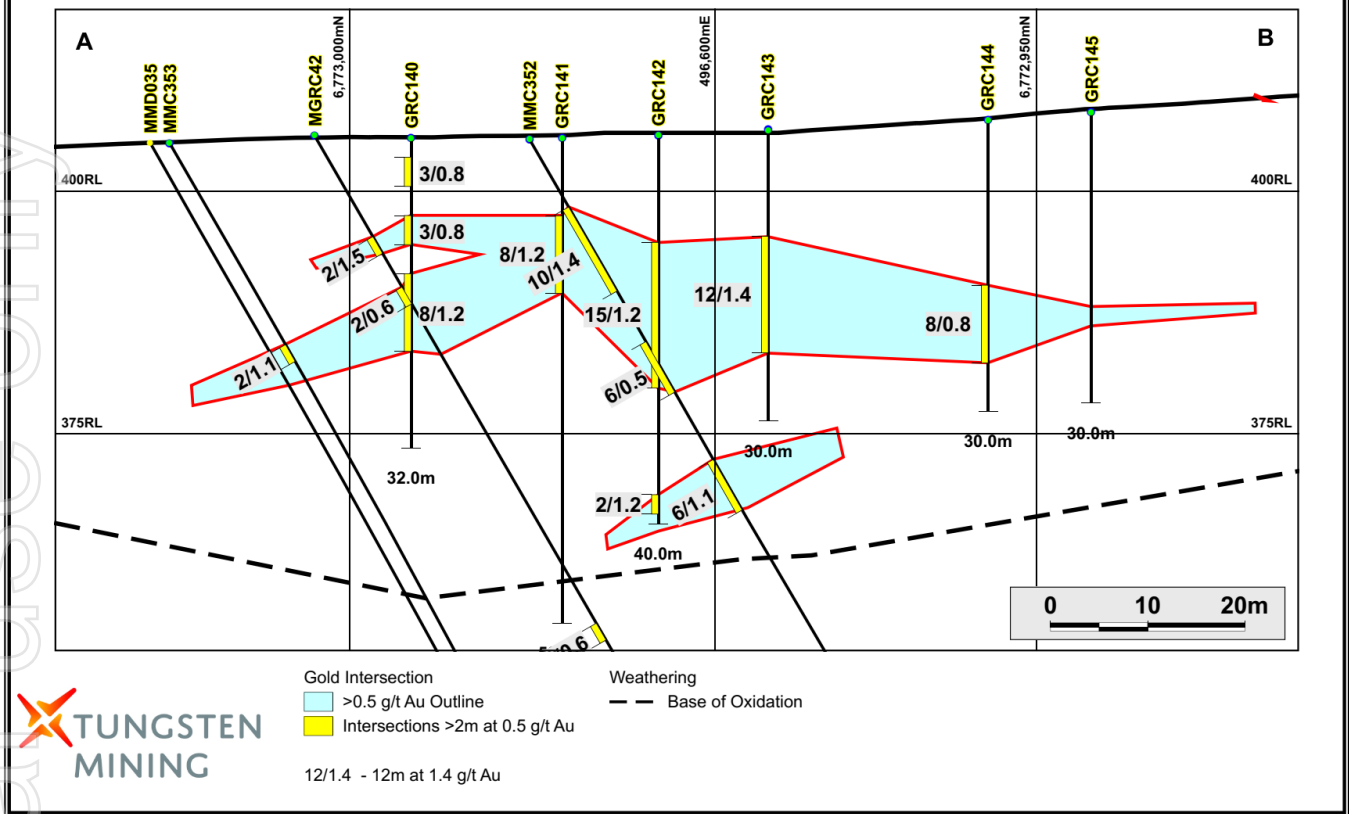 A
B
MMD035
MMC353
MGRC42
6,773,000mN
GRC140
MMC352
GRC141
GRC142
496,600mE
GRC143
GRC144
6,772,950mN
GRC145
400RL
400RL
3/0.8
3/0.8
2/1.5
8/1.2
10/1.4
12/1.4
2/0.6
8/1.2
15/1.2
8/0.8
2/1.1
6/0.5
375RL
375RL
30.0m
30.0m
30.0m
32.0m
2/1.2
6/1.1
40.0m
0 10 20m
Gold Intersection
>0.5 g/t Au Outline
Intersections >2m at 0.5 g/t Au
12/1.4 - 12m at 1.4 g/t Au
Weathering
Base of Oxidation
TUNGSTEN
MINING